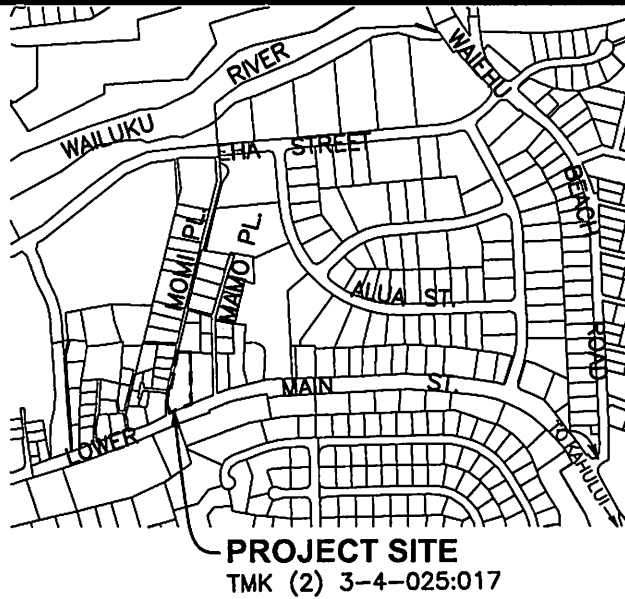 WAILUKU RIVER
WAIEHU BEACH ROAD
EHA STREET
MOMI PL.
MAMO PL.
ALUA ST.
LOWER MAIN ST.
TO KAHULUI
PROJECT SITE
TMK (2) 3-4-025:017